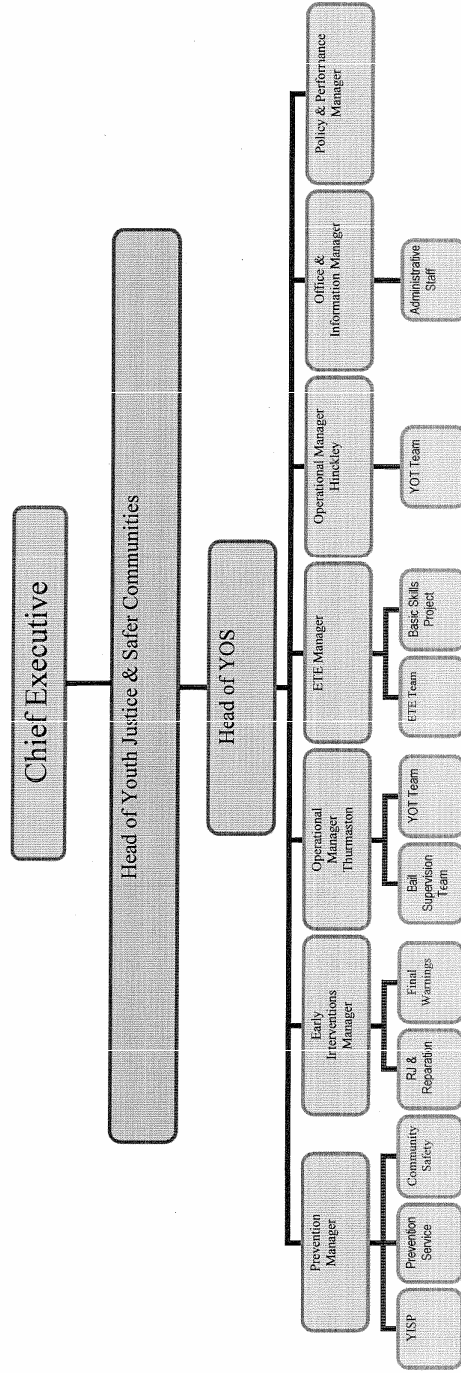 Chief Executive
Head of Youth Justice & Safer Communities
Head of YOS
Prevention
Manager
Early
Interventions
Manager
Operational
Manager
Thurmaston
ETE Manager
Operational Manager
Hinckley
Office &
Information Manager
Policy & Performance
Manager
YISP
Prevention
Service
Community
Safety
RJ &
Reparation
Final
Warnings
Bail
Supervision
Team
YOT Team
ETE Team
Basic Skills
Project
YOT Team
Administrative
Staff